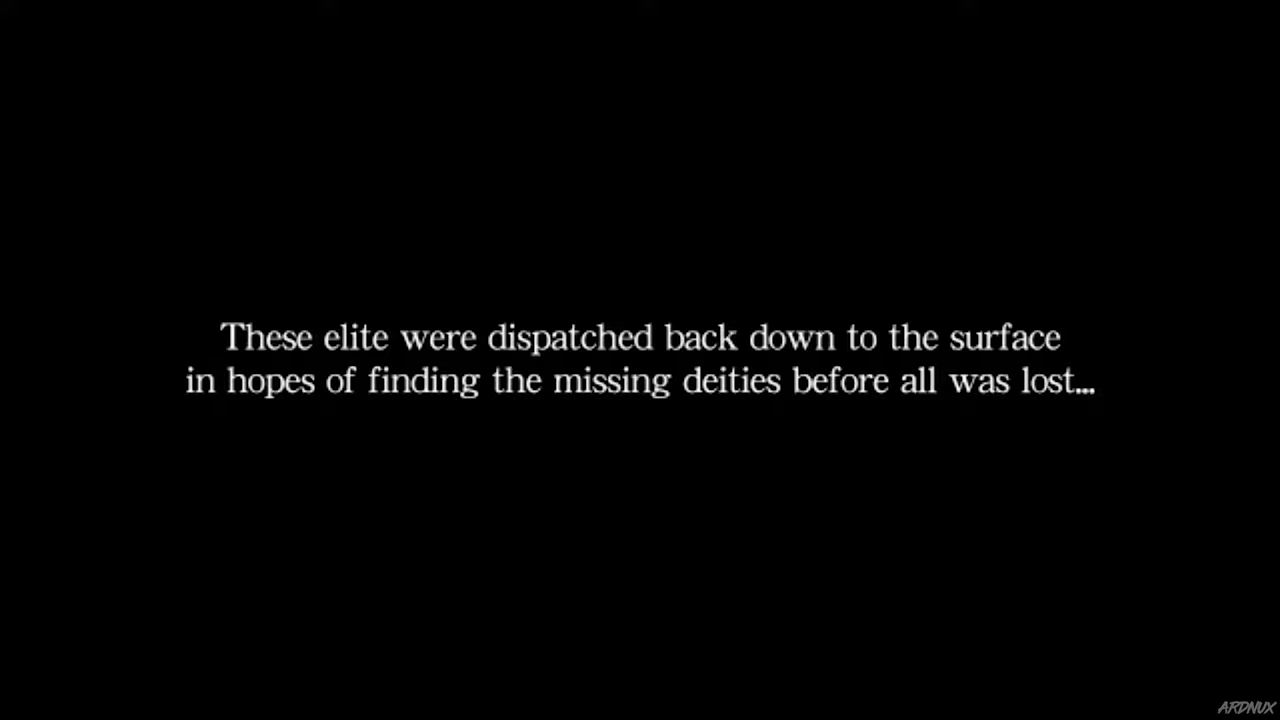 These elite were dispatched back down to the surface
in hopes of finding the missing deities before all was lost...
ARDNUX